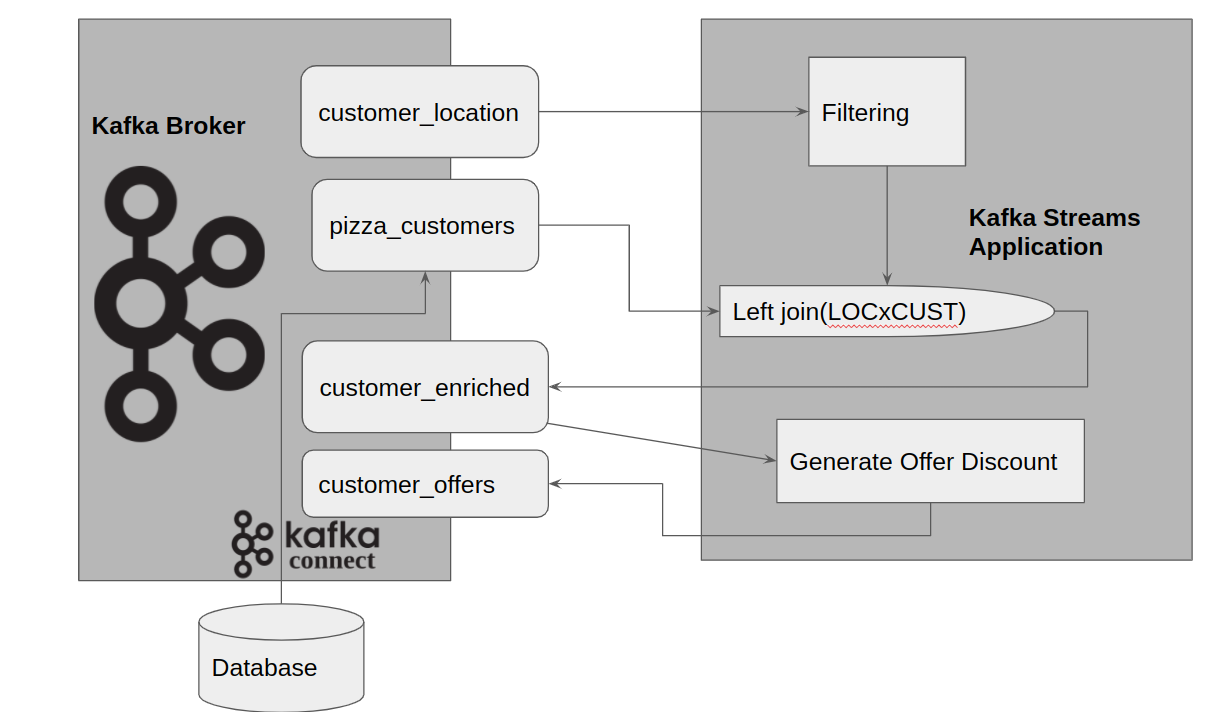 customer_location
Kafka Broker
Filtering
pizza_customers
Kafka Streams
Application
Left join(LOCxCUST)
customer_enriched
Generate Offer Discount
customer_offers
kafka
connect
Database